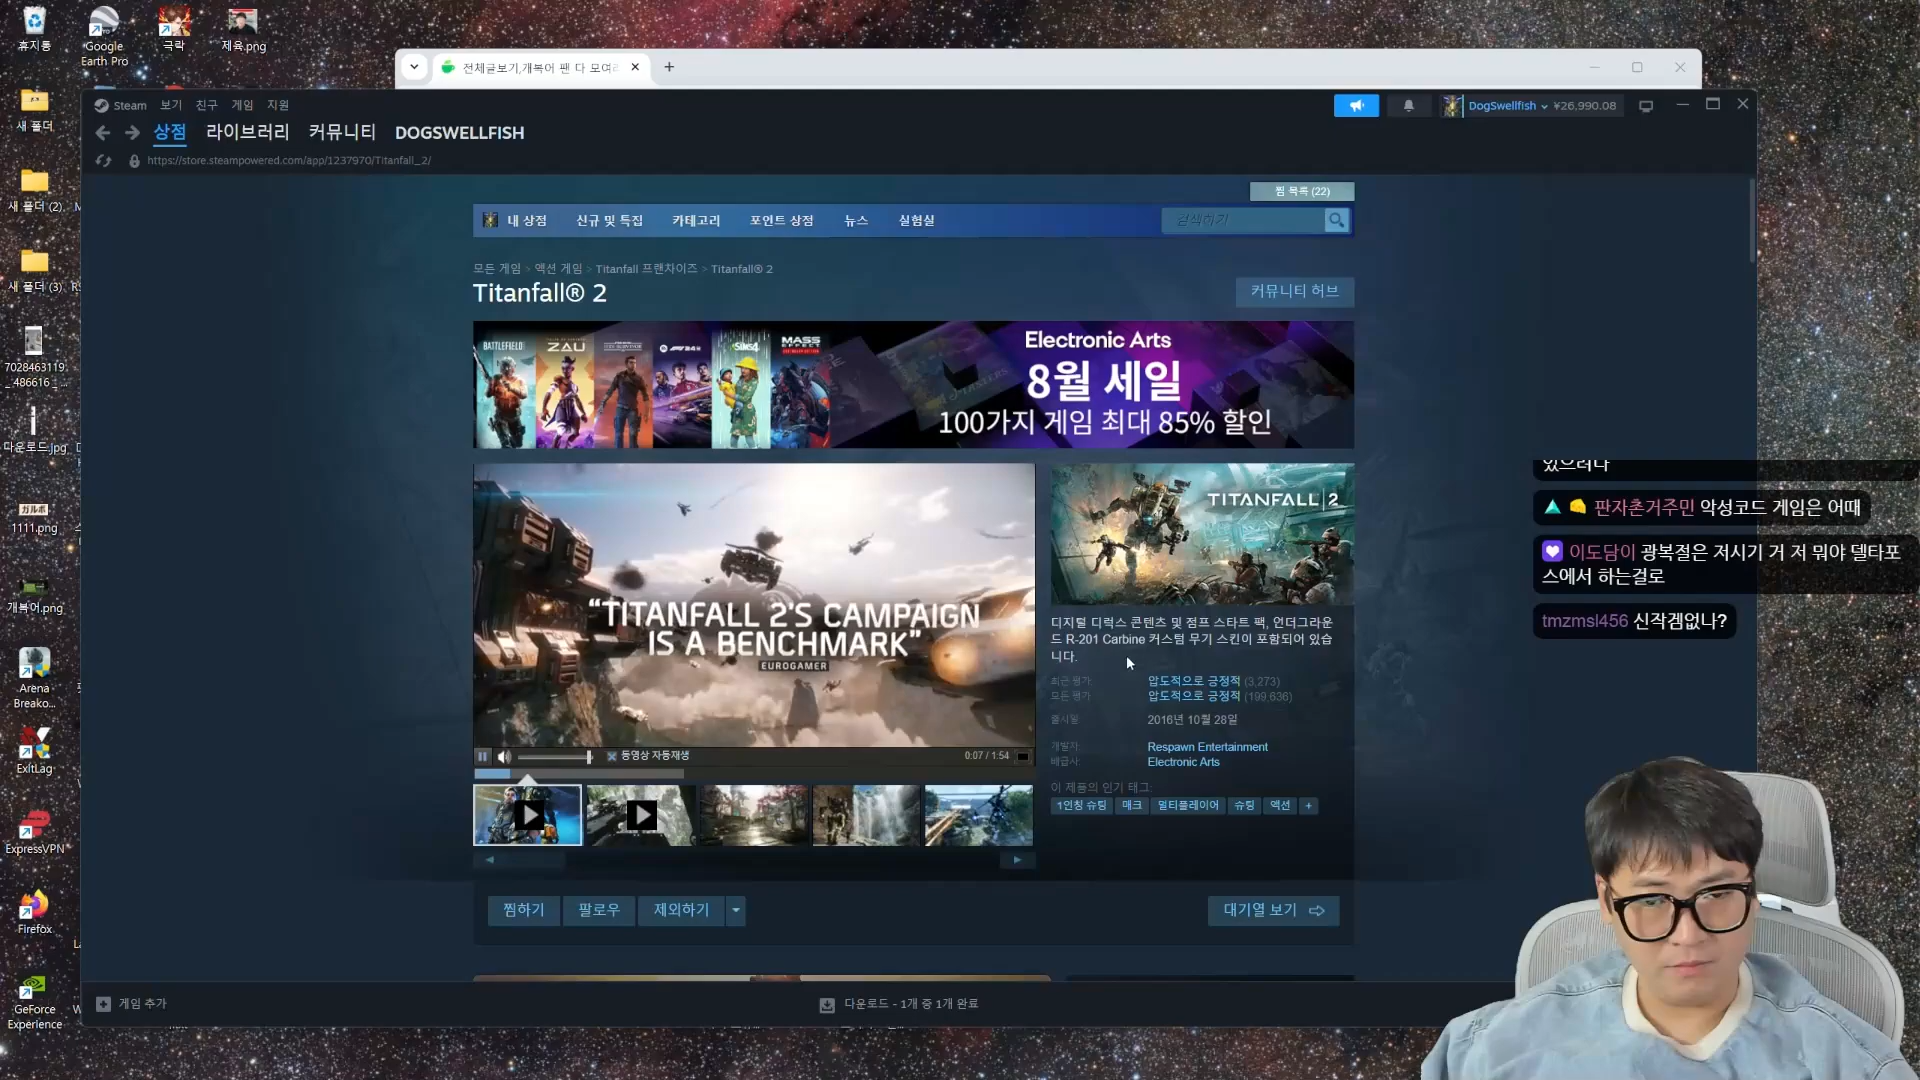 휴지통
Google
Earth Pro
극락
제육.png
전체글보기,개복어 팬 다 모여라
새 폴더
새 폴더 (2)
새 폴더 (3)
7028463119
_486616_...
다운로드.jpg
ガルボ
1111.png
개복어.png
Arena
Breako...
ExitLag
ExpressVPN
Firefox
GeForce
Experience
Steam 보기 친구 게임 지원
DogSwellfish ¥26,990.08
상점 라이브러리 커뮤니티 DOGSWELLFISH
https://store.steampowered.com/app/1237970/Titanfall_2/
찜 목록 (22)
내 상점 신규 및 특집 카테고리 포인트 상점 뉴스 실험실
검색하기
모든 게임 > 액션 게임 > Titanfall 프랜차이즈 > Titanfall® 2
Titanfall® 2
커뮤니티 허브
BATTLEFIELD ZAU SIMS4 MASS EFFECT
Electronic Arts
8월 세일
100가지 게임 최대 85% 할인
“TITANFALL 2'S CAMPAIGN
IS A BENCHMARK”
EUROGAMER
동영상 자동재생
0:07 / 1:54
TITANFALL|2
디지털 디럭스 콘텐츠 및 점프 스타트 팩, 언더그라운
드 R-201 Carbine 커스텀 무기 스킨이 포함되어 있습
니다.
최근 평가: 압도적으로 긍정적 (3,273)
모든 평가: 압도적으로 긍정적 (199,636)
출시일: 2016년 10월 28일
개발자: Respawn Entertainment
배급사: Electronic Arts
이 제품의 인기 태그:
1인칭 슈팅 매크 멀티플레이어 슈팅 액션 +
찜하기 팔로우 제외하기
대기열 보기
게임 추가
다운로드 - 1개 중 1개 완료
있으려나
판자촌거주민 악성코드 게임은 어때
이도담이 광복절은 저시기 거 저 뭐야 델타포
스에서 하는걸로
tmzmsl456 신작겜없나?